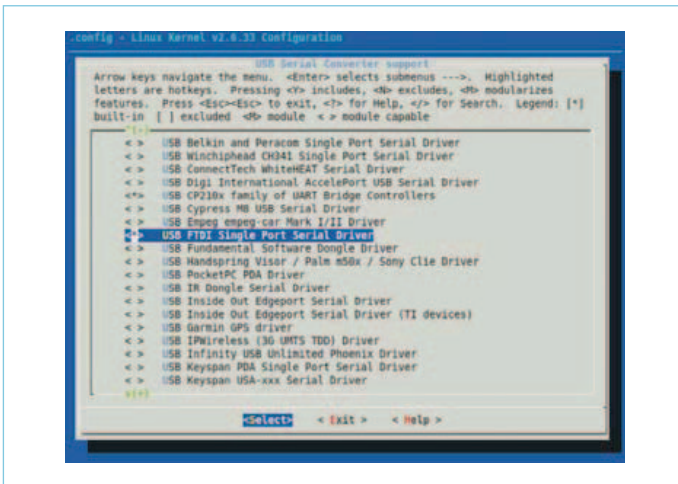 .config - Linux Kernel v2.6.33 Configuration
USB Serial Converter support
Arrow keys navigate the menu.  <Enter> selects submenus --->.  Highlighted
letters are hotkeys.  Pressing <Y> includes, <N> excludes, <M> modularizes
features.  Press <Esc><Esc> to exit, <?> for Help, </> for Search.  Legend: [*]
built-in  [ ] excluded  <M> module  < > module capable
^(-)
< > USB Belkin and Peracom Single Port Serial Driver
< > USB Winchiphead CH341 Single Port Serial Driver
< > USB ConnectTech WhiteHEAT Serial Driver
< > USB Digi International AccelePort USB Serial Driver
<*> USB CP210x family of UART Bridge Controllers
< > USB Cypress M8 USB Serial Driver
< > USB Empeg empeg-car Mark I/II Driver
<*> USB FTDI Single Port Serial Driver
< > USB Fundamental Software Dongle Driver
< > USB Handspring Visor / Palm m50x / Sony Clie Driver
< > USB PocketPC PDA Driver
< > USB IR Dongle Serial Driver
< > USB Inside Out Edgeport Serial Driver
< > USB Inside Out Edgeport Serial Driver (TI devices)
< > USB Garmin GPS driver
< > USB IPWireless (3G UMTS TDD) Driver
< > USB Infinity USB Unlimited Phoenix Driver
< > USB Keyspan PDA Single Port Serial Driver
< > USB Keyspan USA-xxx Serial Driver
v(+)
<Select>    < Exit >    < Help >